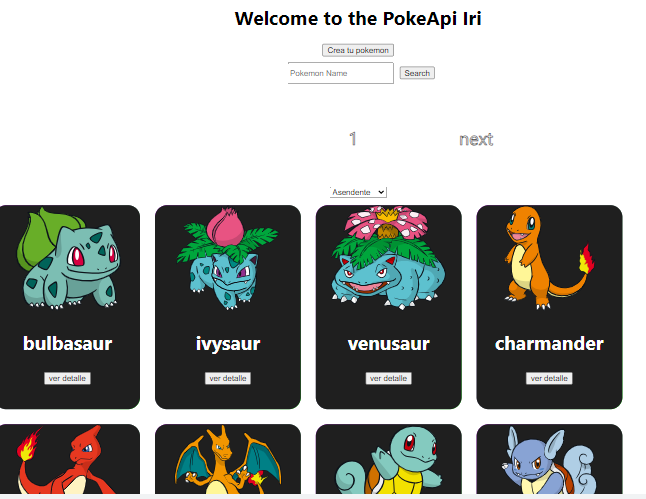 Welcome to the PokeApi Iri
Crea tu pokemon
Pokemon Name Search
1 next
Asendente
bulbasaur ivysaur venusaur charmander
ver detalle ver detalle ver detalle ver detalle